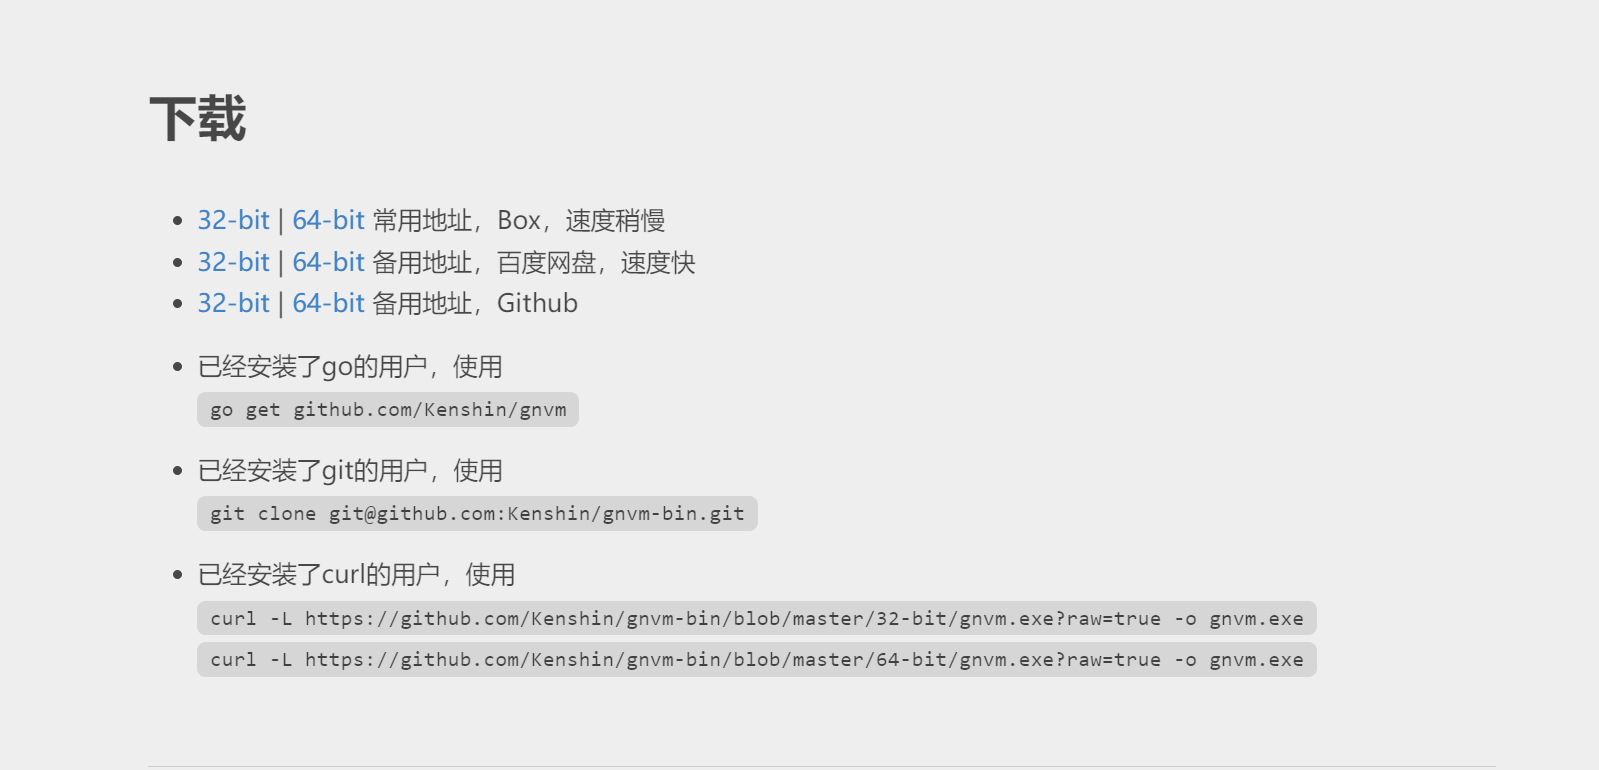 下载
32-bit | 64-bit 常用地址，Box，速度稍慢
32-bit | 64-bit 备用地址，百度网盘，速度快
32-bit | 64-bit 备用地址，Github
已经安装了go的用户，使用
go get github.com/Kenshin/gnvm
已经安装了git的用户，使用
git clone git@github.com:Kenshin/gnvm-bin.git
已经安装了curl的用户，使用
curl -L https://github.com/Kenshin/gnvm-bin/blob/master/32-bit/gnvm.exe?raw=true -o gnvm.exe
curl -L https://github.com/Kenshin/gnvm-bin/blob/master/64-bit/gnvm.exe?raw=true -o gnvm.exe